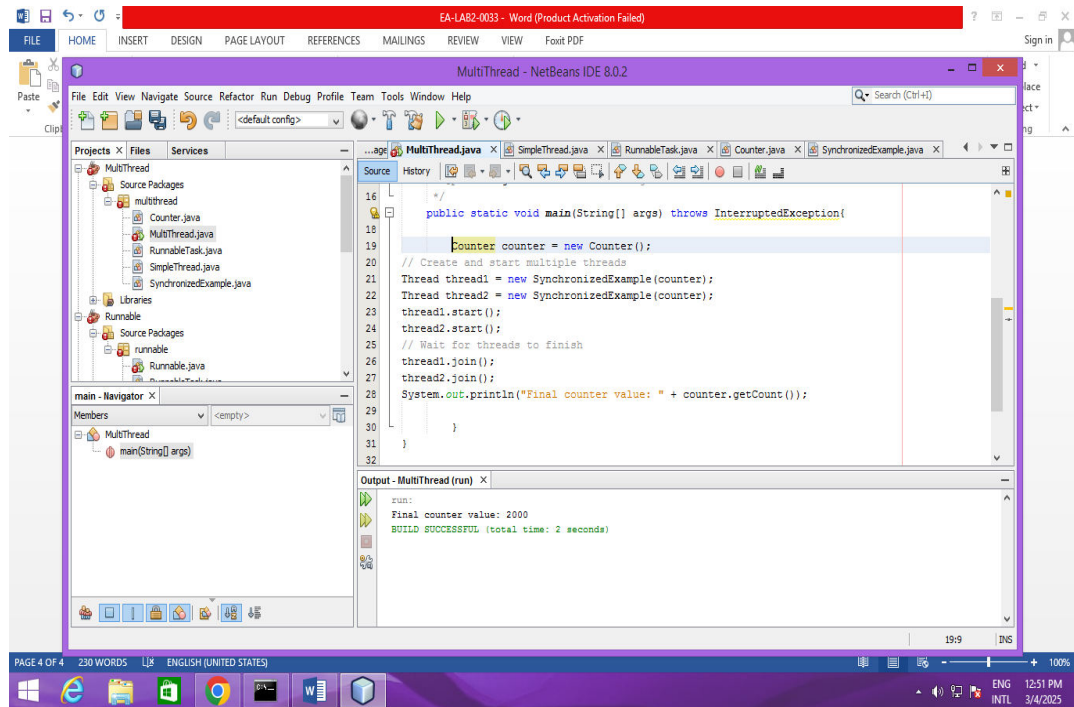 EA-LAB2-0033 - Word (Product Activation Failed)
FILE HOME INSERT DESIGN PAGE LAYOUT REFERENCES MAILINGS REVIEW VIEW Foxit PDF Sign in
Paste
MultiThread - NetBeans IDE 8.0.2
File Edit View Navigate Source Refactor Run Debug Profile Team Tools Window Help
Search (Ctrl+I)
<default config>
Projects Files Services
MultiThread
Source Packages
multithread
Counter.java
MultiThread.java
RunnableTask.java
SimpleThread.java
SynchronizedExample.java
Libraries
Runnable
Source Packages
runnable
Runnable.java
main - Navigator
Members <empty>
MultiThread
main(String[] args)
...age MultiThread.java SimpleThread.java RunnableTask.java Counter.java SynchronizedExample.java
Source History
16 */
public static void main(String[] args) throws InterruptedException{
18
19 Counter counter = new Counter();
20 // Create and start multiple threads
21 Thread thread1 = new SynchronizedExample(counter);
22 Thread thread2 = new SynchronizedExample(counter);
23 thread1.start();
24 thread2.start();
25 // Wait for threads to finish
26 thread1.join();
27 thread2.join();
28 System.out.println("Final counter value: " + counter.getCount());
29
30 }
31 }
32
Output - MultiThread (run)
run:
Final counter value: 2000
BUILD SUCCESSFUL (total time: 2 seconds)
19:9 INS
PAGE 4 OF 4 230 WORDS ENGLISH (UNITED STATES) 100%
ENG 12:51 PM
INTL 3/4/2025